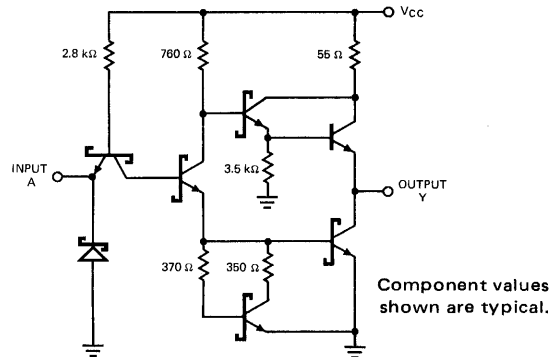 VCC
2.8 kΩ
760 Ω
55 Ω
INPUT
A
3.5 kΩ
OUTPUT
Y
370 Ω
350 Ω
Component values
shown are typical.